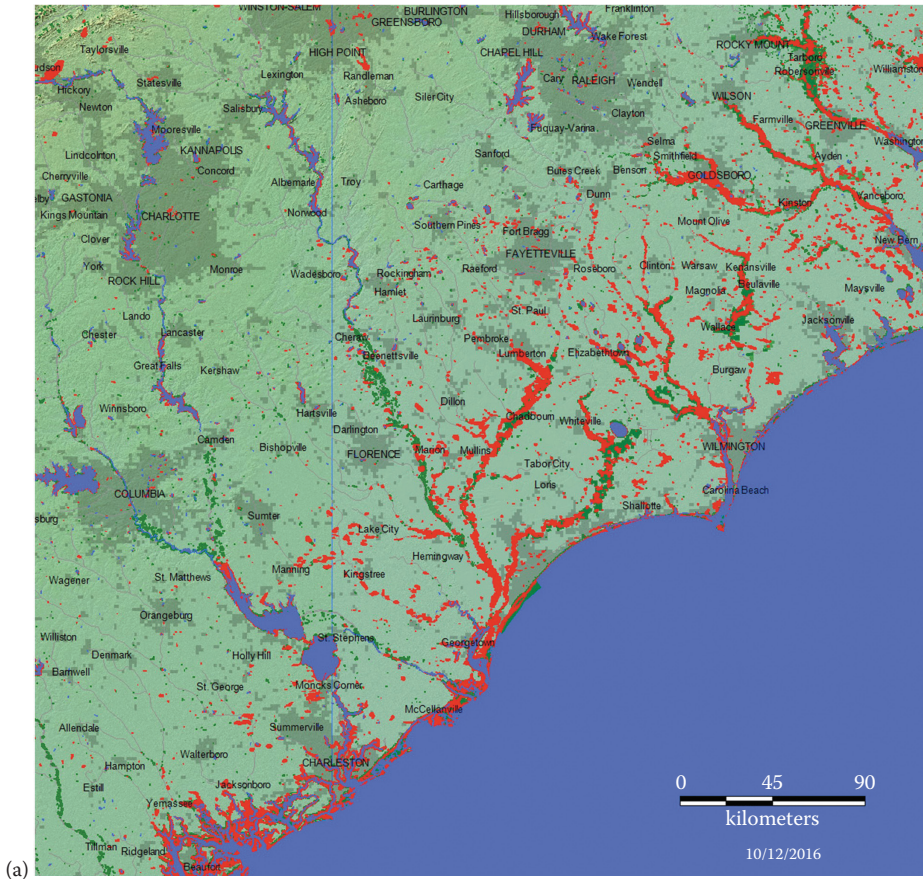 WINSTON-SALEM
BURLINGTON
GREENSBORO
Hillsborough
Franklinton
DURHAM
Wake Forest
Taylorsville
HIGH POINT
CHAPEL HILL
ROCKY MOUNT
Tarboro
Hickory
Statesville
Lexington
Randleman
Cary
RALEIGH
Wendell
Robersonville
Williamston
Newton
Salisbury
Asheboro
Siler City
WILSON
Mooresville
Clayton
Farmville
GREENVILLE
Fuquay-Varina
Washington
Lincolnton
KANNAPOLIS
Sanford
Selma
Smithfield
Ayden
Cherryville
Concord
Albemarle
Troy
Carthage
Buies Creek
Benson
GOLDSBORO
GASTONIA
Dunn
Kinston
Vanceboro
Kings Mountain
CHARLOTTE
Norwood
Southern Pines
Fort Bragg
Mount Olive
New Bern
Clover
FAYETTEVILLE
York
Monroe
Wadesboro
Rockingham
Raeford
Roseboro
Clinton
Warsaw
Kenansville
ROCK HILL
Hamlet
Magnolia
Beulaville
Maysville
Lando
Laurinburg
St. Paul
Wallace
Jacksonville
Chester
Lancaster
Cheraw
Pembroke
Bennettsville
Lumberton
Elizabethtown
Great Falls
Kershaw
Burgaw
Winnsboro
Hartsville
Dillon
Chadbourn
Whiteville
Camden
Bishopville
Darlington
FLORENCE
Marion
Mullins
WILMINGTON
Tabor City
COLUMBIA
Loris
Carolina Beach
Sumter
Lake City
Shallotte
Hemingway
Wagener
St. Matthews
Manning
Kingstree
Orangeburg
Williston
St. Stephens
Georgetown
Denmark
Holly Hill
Barnwell
St. George
Moncks Corner
McCellanville
Allendale
Summerville
Walterboro
CHARLESTON
Hampton
Estill
Jacksonboro
Yemassee
Tillman
Ridgeland
Beaufort
0 45 90
kilometers
10/12/2016
(a)